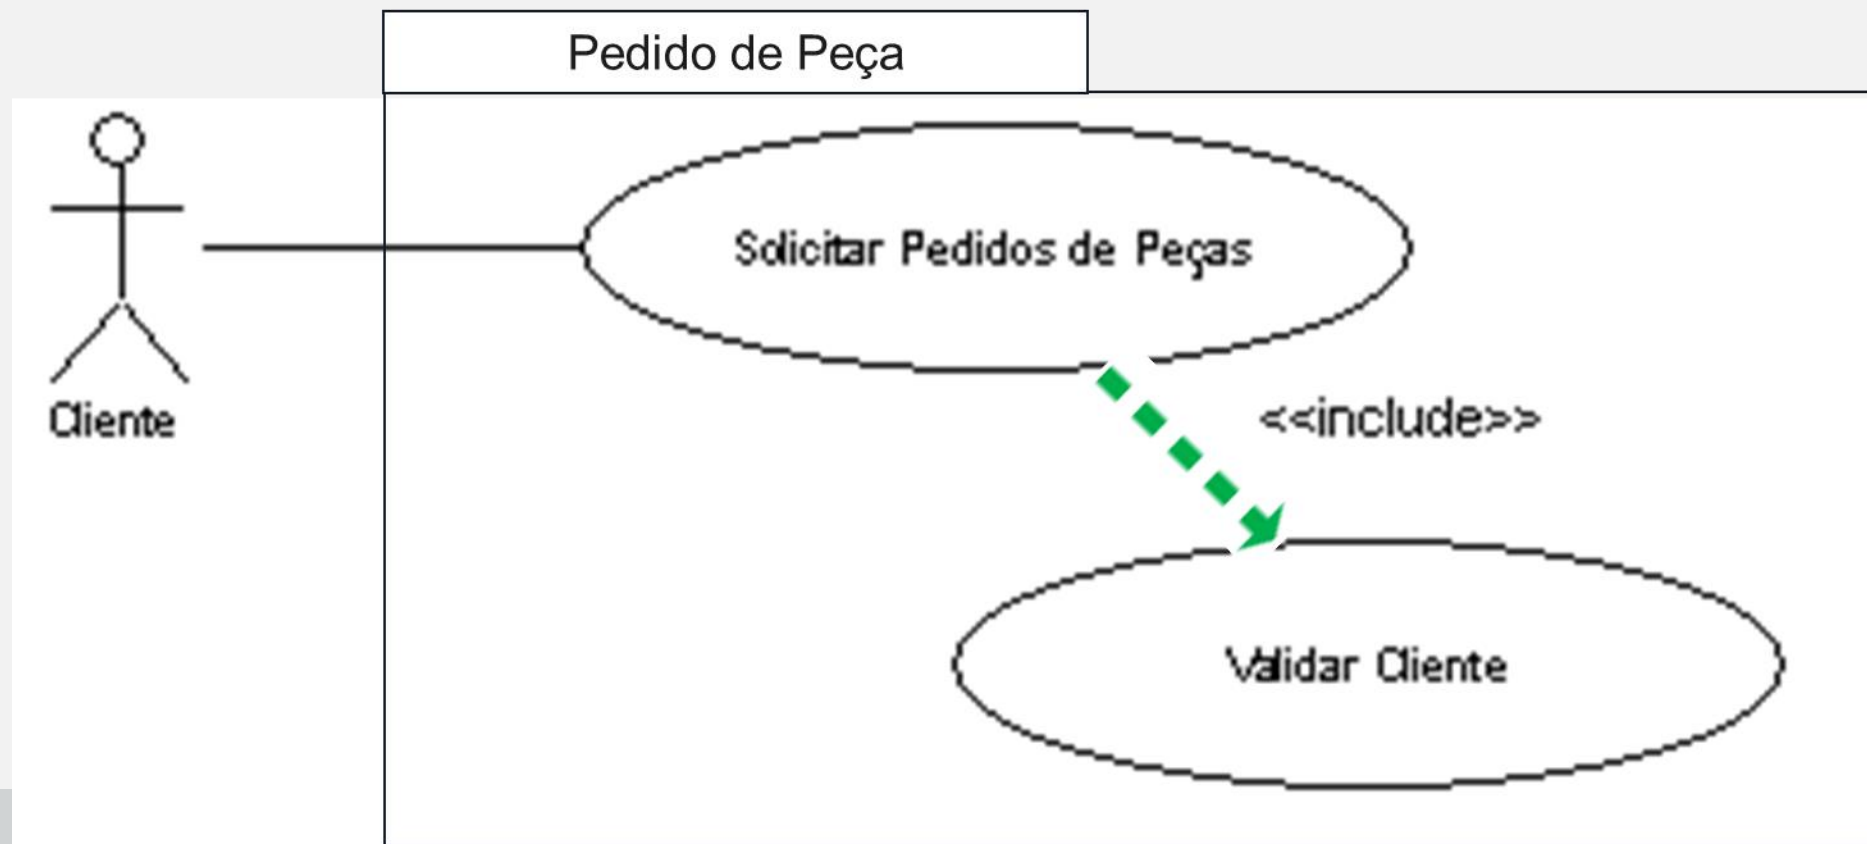 Pedido de Peça
Solicitar Pedidos de Peças
Cliente
<<include>>
Validar Cliente